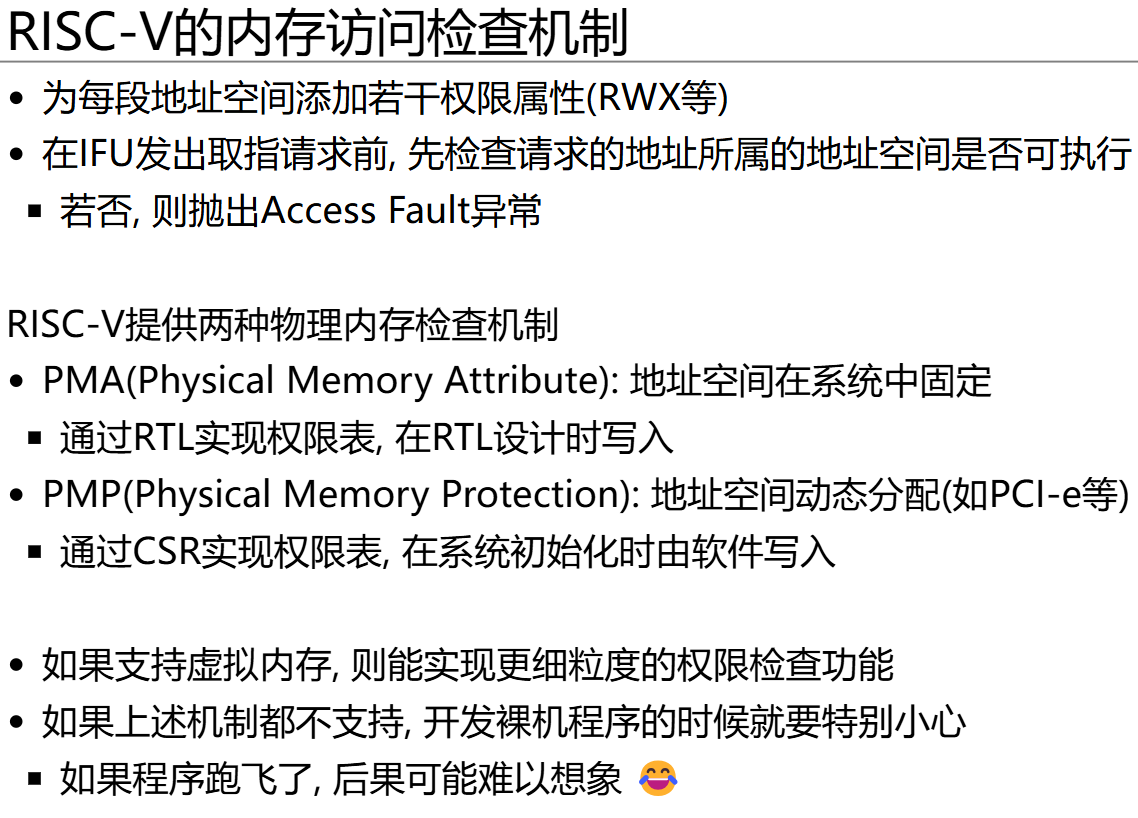 RISC-V的内存访问检查机制
• 为每段地址空间添加若干权限属性(RWX等)
• 在IFU发出取指请求前, 先检查请求的地址所属的地址空间是否可执行
▪ 若否, 则抛出Access Fault异常
RISC-V提供两种物理内存检查机制
• PMA(Physical Memory Attribute): 地址空间在系统中固定
▪ 通过RTL实现权限表, 在RTL设计时写入
• PMP(Physical Memory Protection): 地址空间动态分配(如PCI-e等)
▪ 通过CSR实现权限表, 在系统初始化时由软件写入
• 如果支持虚拟内存, 则能实现更细粒度的权限检查功能
• 如果上述机制都不支持, 开发裸机程序的时候就要特别小心
▪ 如果程序跑飞了, 后果可能难以想象 😂